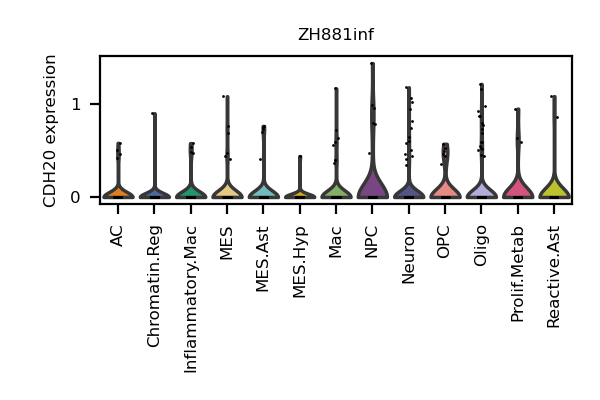 ZH881inf
CDH20 expression
1
0
AC
Chromatin.Reg
Inflammatory.Mac
MES
MES.Ast
MES.Hyp
Mac
NPC
Neuron
OPC
Oligo
Prolif.Metab
Reactive.Ast